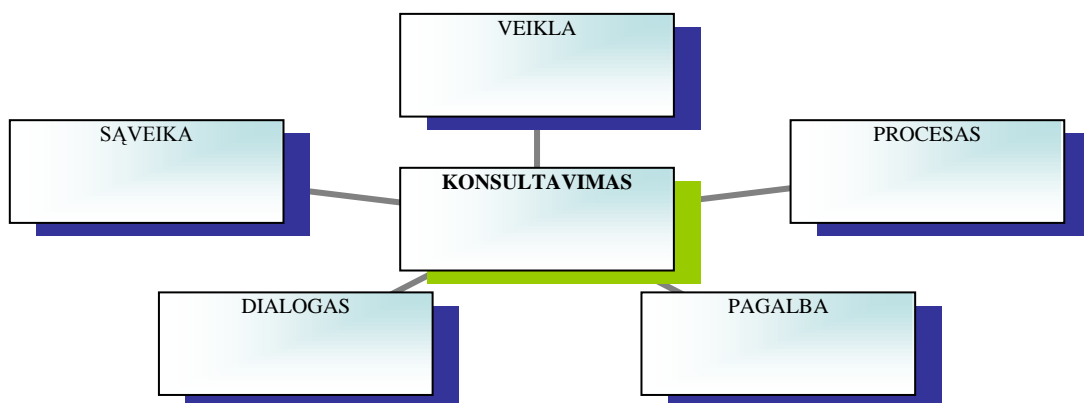 VEIKLA
SĄVEIKA
PROCESAS
KONSULTAVIMAS
DIALOGAS
PAGALBA